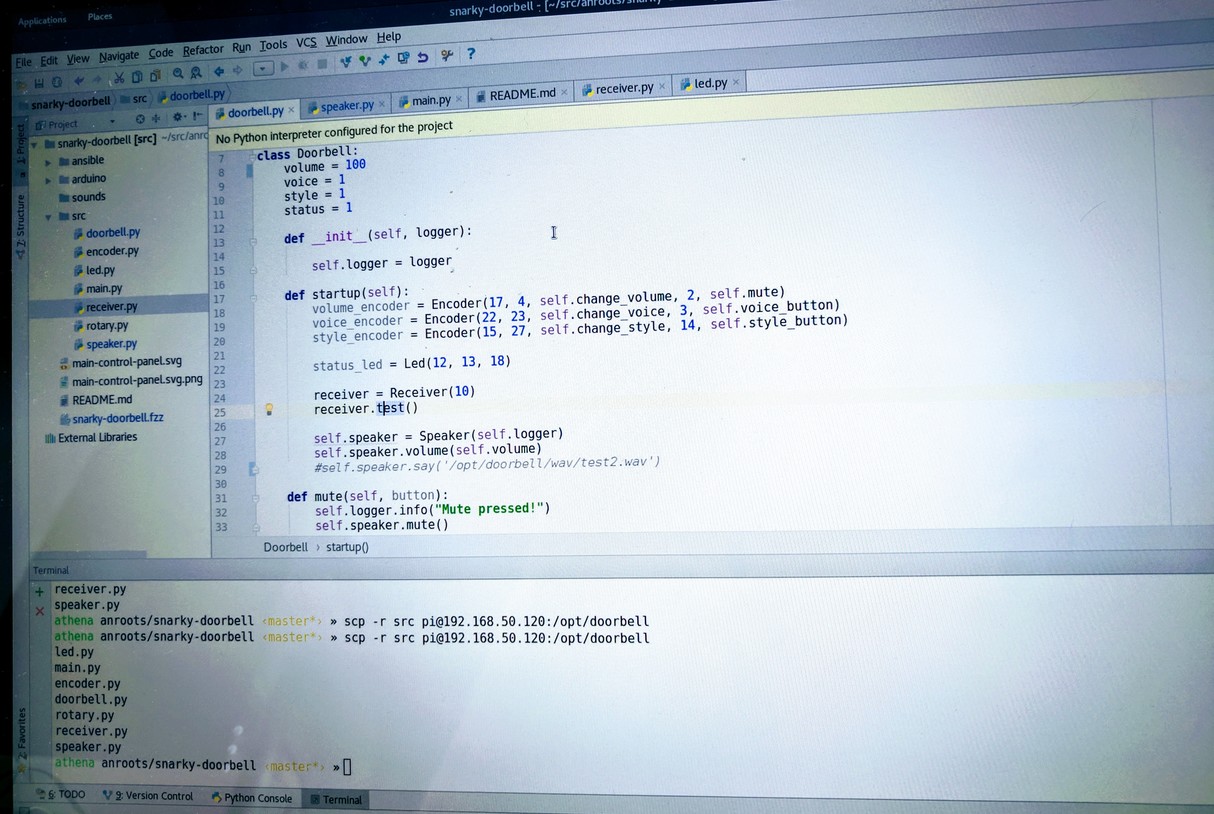 Applications Places
snarky-doorbell - [~/src/anroots/snarky-
File Edit View Navigate Code Refactor Run Tools VCS Window Help
snarky-doorbell src doorbell.py
Project
doorbell.py speaker.py main.py README.md receiver.py led.py
No Python interpreter configured for the project
1: Project
7: Structure
2: Favorites
snarky-doorbell [src] ~/src/anro
ansible
arduino
sounds
src
doorbell.py
encoder.py
led.py
main.py
receiver.py
rotary.py
speaker.py
main-control-panel.svg
main-control-panel.svg.png
README.md
snarky-doorbell.fzz
External Libraries
7 class Doorbell:
8 volume = 100
9 voice = 1
10 style = 1
11 status = 1
12
13 def __init__(self, logger):
14
15 self.logger = logger
16
17 def startup(self):
18 volume_encoder = Encoder(17, 4, self.change_volume, 2, self.mute)
19 voice_encoder = Encoder(22, 23, self.change_voice, 3, self.voice_button)
20 style_encoder = Encoder(15, 27, self.change_style, 14, self.style_button)
21
22 status_led = Led(12, 13, 18)
23
24 receiver = Receiver(10)
25 receiver.test()
26
27 self.speaker = Speaker(self.logger)
28 self.speaker.volume(self.volume)
29 #self.speaker.say('/opt/doorbell/wav/test2.wav')
30
31 def mute(self, button):
32 self.logger.info("Mute pressed!")
33 self.speaker.mute()
Doorbell › startup()
Terminal
receiver.py
speaker.py
athena anroots/snarky-doorbell ‹master*› » scp -r src pi@192.168.50.120:/opt/doorbell
athena anroots/snarky-doorbell ‹master*› » scp -r src pi@192.168.50.120:/opt/doorbell
led.py
main.py
encoder.py
doorbell.py
rotary.py
receiver.py
speaker.py
athena anroots/snarky-doorbell ‹master*› »
6: TODO 9: Version Control Python Console Terminal